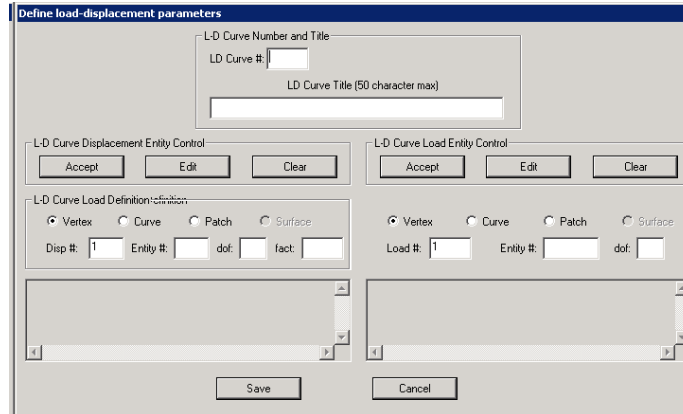 Define load-displacement parameters
L-D Curve Number and Title
LD Curve #:
LD Curve Title (50 character max)
L-D Curve Displacement Entity Control
Accept Edit Clear
L-D Curve Load Entity Control
Accept Edit Clear
L-D Curve Load Definition
Vertex Curve Patch Surface
Disp #: 1 Entity #: dof: fact:
Vertex Curve Patch Surface
Load #: 1 Entity #: dof:
Save Cancel